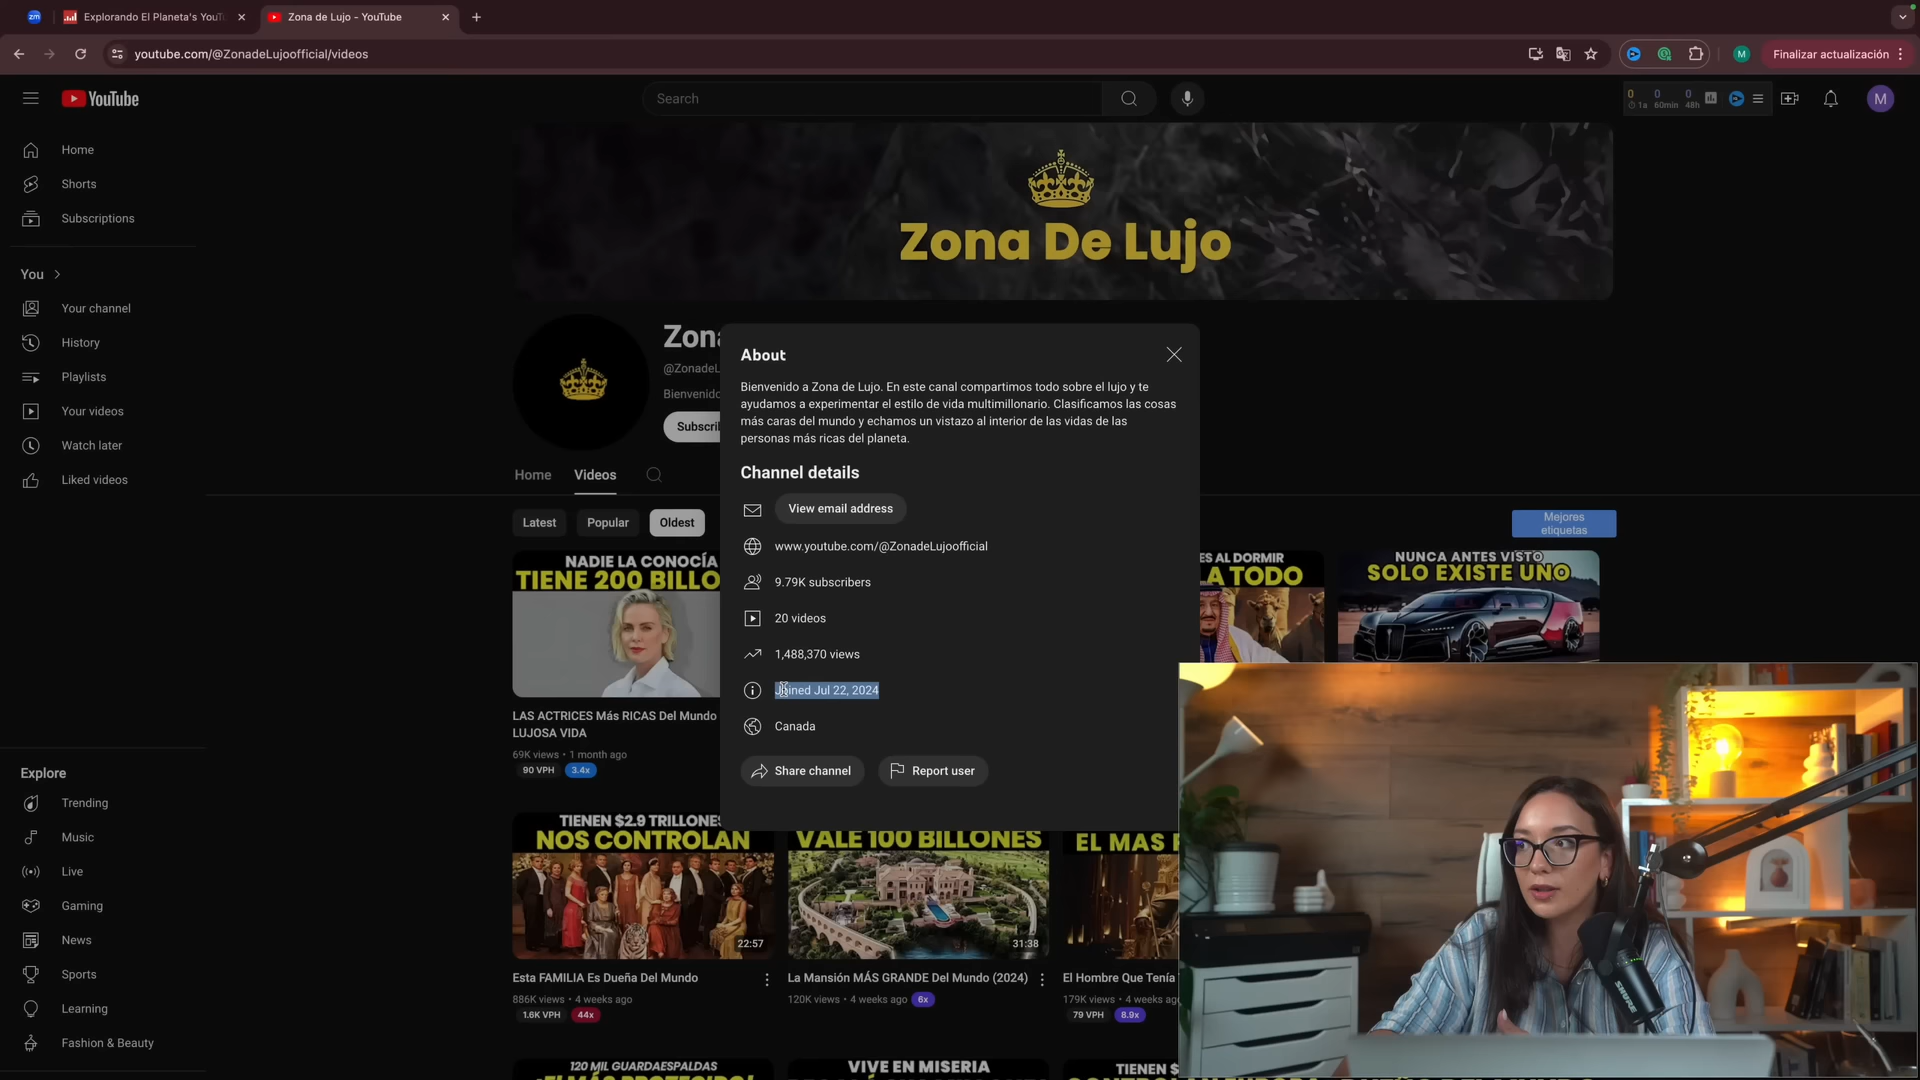 zm
Explorando El Planeta's YouT
Zona de Lujo - YouTube
youtube.com/@ZonadeLujoofficial/videos
M
Finalizar actualización
YouTube
Search
0 0 0
1a 60min 48h
M
Home
Shorts
Subscriptions
You
Your channel
History
Playlists
Your videos
Watch later
Liked videos
Explore
Trending
Music
Live
Gaming
News
Sports
Learning
Fashion & Beauty
Zona De Lujo
Zona
@ZonadeL
Bienvenido
Subscri
Home
Videos
Latest
Popular
Oldest
Mejores
etiquetas
About
Bienvenido a Zona de Lujo. En este canal compartimos todo sobre el lujo y te
ayudamos a experimentar el estilo de vida multimillonario. Clasificamos las cosas
más caras del mundo y echamos un vistazo al interior de las vidas de las
personas más ricas del planeta.
Channel details
View email address
www.youtube.com/@ZonadeLujoofficial
9.79K subscribers
20 videos
1,488,370 views
Joined Jul 22, 2024
Canada
Share channel
Report user
NADIE LA CONOCÍA
TIENE 200 BILLO
LAS ACTRICES Más RICAS Del Mundo
LUJOSA VIDA
69K views • 1 month ago
90 VPH
3.4x
ES AL DORMIR
A TODO
NUNCA ANTES VISTO
SOLO EXISTE UNO
TIENEN $2.9 TRILLONES
NOS CONTROLAN
22:57
Esta FAMILIA Es Dueña Del Mundo
886K views • 4 weeks ago
1.6K VPH
44x
VALE 100 BILLONES
31:38
La Mansión MÁS GRANDE Del Mundo (2024)
120K views • 4 weeks ago
6x
EL MAS
El Hombre Que Tenía
179K views • 4 weeks ago
79 VPH
8.9x
120 MIL GUARDAESPALDAS
VIVE EN MISERIA
TIENEN $
SHURE